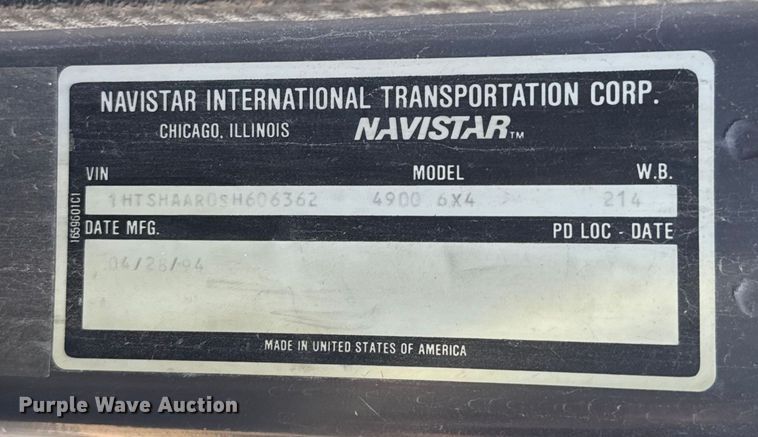 NAVISTAR INTERNATIONAL TRANSPORTATION CORP.
CHICAGO, ILLINOIS NAVISTAR™
VIN MODEL W.B.
1HTSHAAR0SH606362 4900 6X4 214
1659601C1
DATE MFG. PD LOC - DATE
04/28/94
MADE IN UNITED STATES OF AMERICA
Purple Wave Auction